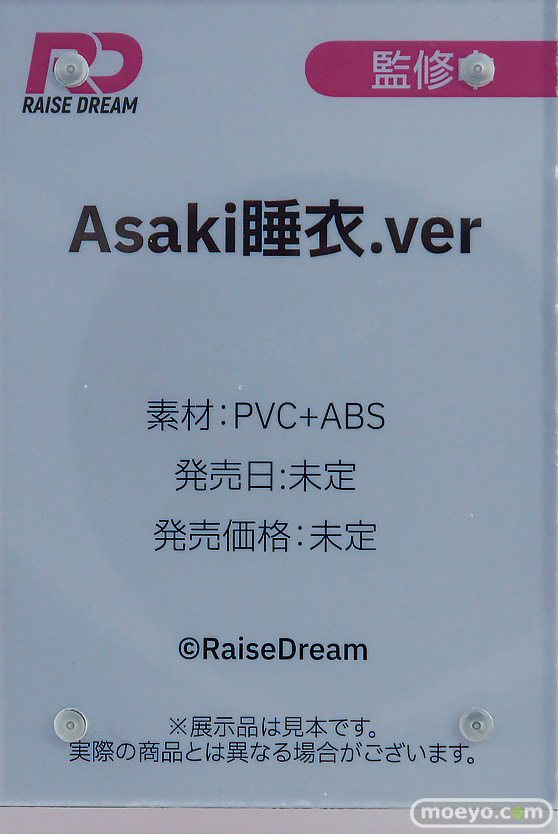 RAISE DREAM
監修中
Asaki睡衣.ver
素材：PVC+ABS
発売日:未定
発売価格：未定
©RaiseDream
※展示品は見本です。
実際の商品とは異なる場合がございます。
moeyo.com